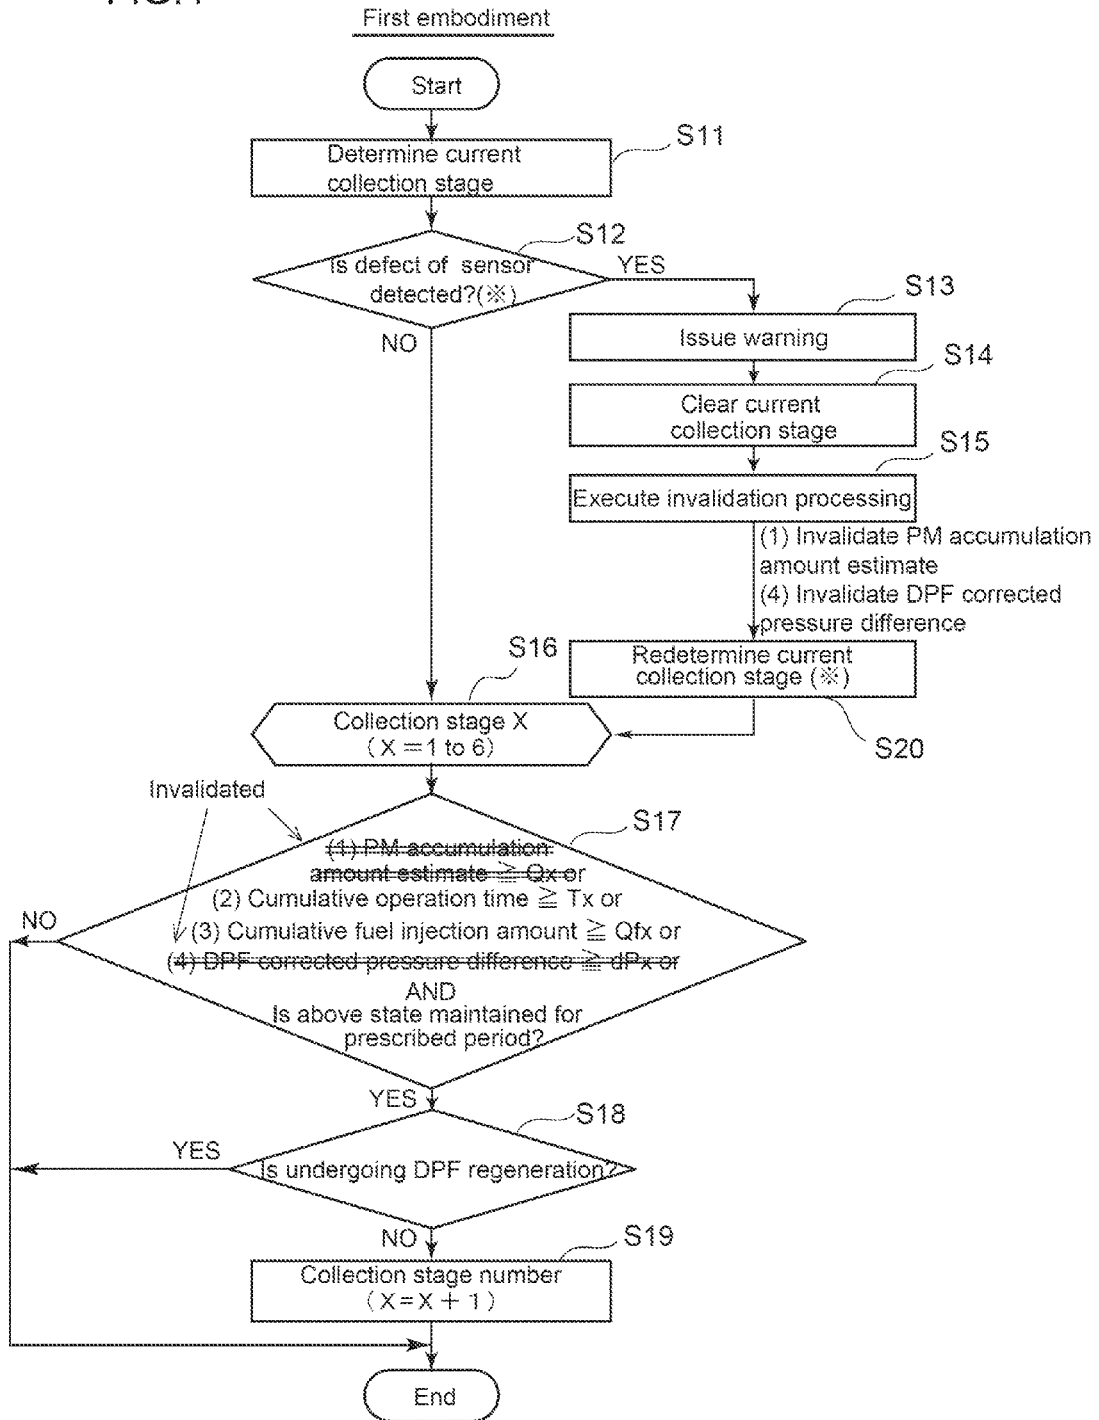 First embodiment
Start
S11
Determine current
collection stage
S12
Is defect of sensor
detected?(※)
YES
NO
S13
Issue warning
S14
Clear current
collection stage
S15
Execute invalidation processing
(1) Invalidate PM accumulation
amount estimate
(4) Invalidate DPF corrected
pressure difference
Redetermine current
collection stage (※)
S20
S16
Collection stage X
(X=1 to 6)
Invalidated
S17
(1) PM accumulation
amount estimate ≧ Qx or
(2) Cumulative operation time ≧ Tx or
(3) Cumulative fuel injection amount ≧ Qfx or
(4) DPF corrected pressure difference ≧ dPx or
AND
Is above state maintained for
prescribed period?
NO
YES
S18
Is undergoing DPF regeneration?
YES
NO
S19
Collection stage number
(X=X+1)
End